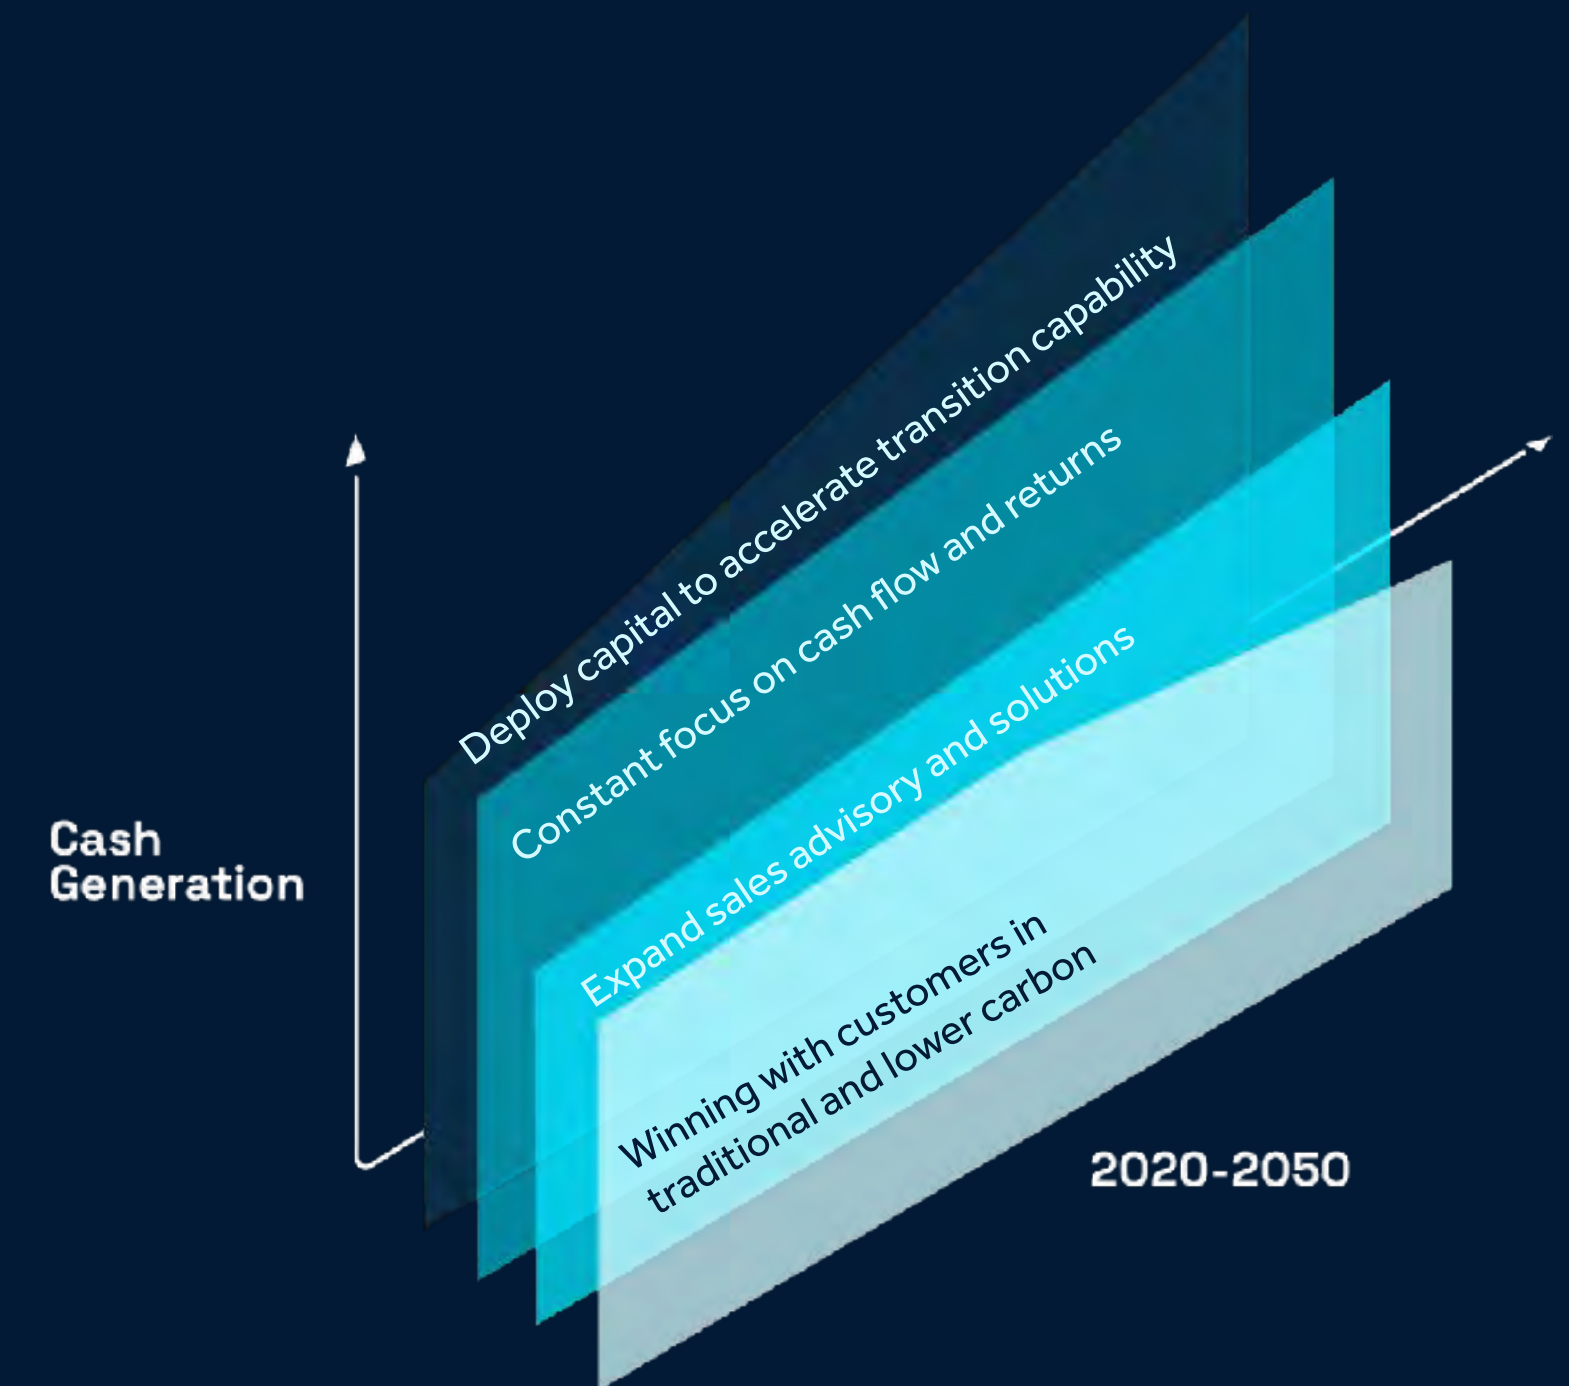 Deploy capital to accelerate transition capability
Constant focus on cash flow and returns
Expand sales advisory and solutions
Winning with customers in
traditional and lower carbon
Cash
Generation
2020-2050